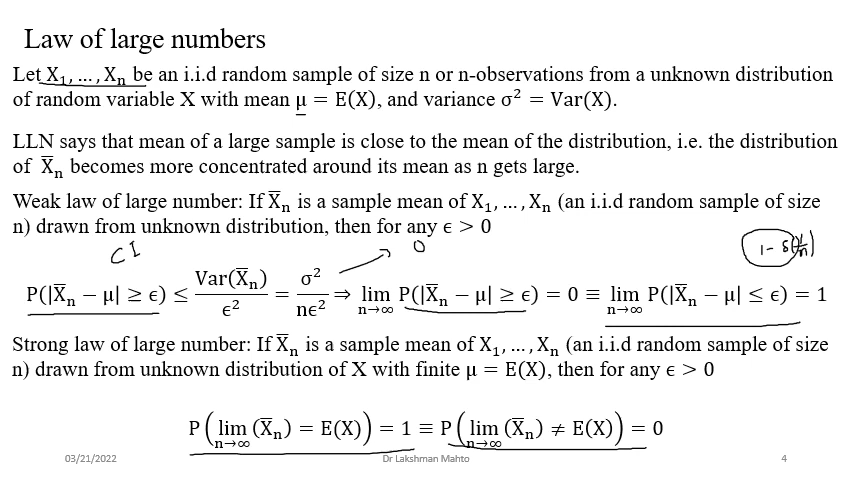 Law of large numbers
Let X₁, … , Xₙ be an i.i.d random sample of size n or n-observations from a unknown distribution
of random variable X with mean μ = E(X), and variance σ² = Var(X).
LLN says that mean of a large sample is close to the mean of the distribution, i.e. the distribution
of X̅ₙ becomes more concentrated around its mean as n gets large.
Weak law of large number: If X̅ₙ is a sample mean of X₁, … , Xₙ (an i.i.d random sample of size
n) drawn from unknown distribution, then for any ϵ > 0
CI 0 1-
P(|X̅ₙ − μ| ≥ ϵ) ≤ Var(X̅ₙ)/ϵ² = σ²/nϵ² ⇒ lim n→∞ P(|X̅ₙ − μ| ≥ ϵ) = 0 ≡ lim n→∞ P(|X̅ₙ − μ| ≤ ϵ) = 1
Strong law of large number: If X̅ₙ is a sample mean of X₁, … , Xₙ (an i.i.d random sample of size
n) drawn from unknown distribution of X with finite μ = E(X), then for any ϵ > 0
P(lim n→∞ (X̅ₙ) = E(X)) = 1 ≡ P(lim n→∞ (X̅ₙ) ≠ E(X)) = 0
03/21/2022 Dr Lakshman Mahto 4